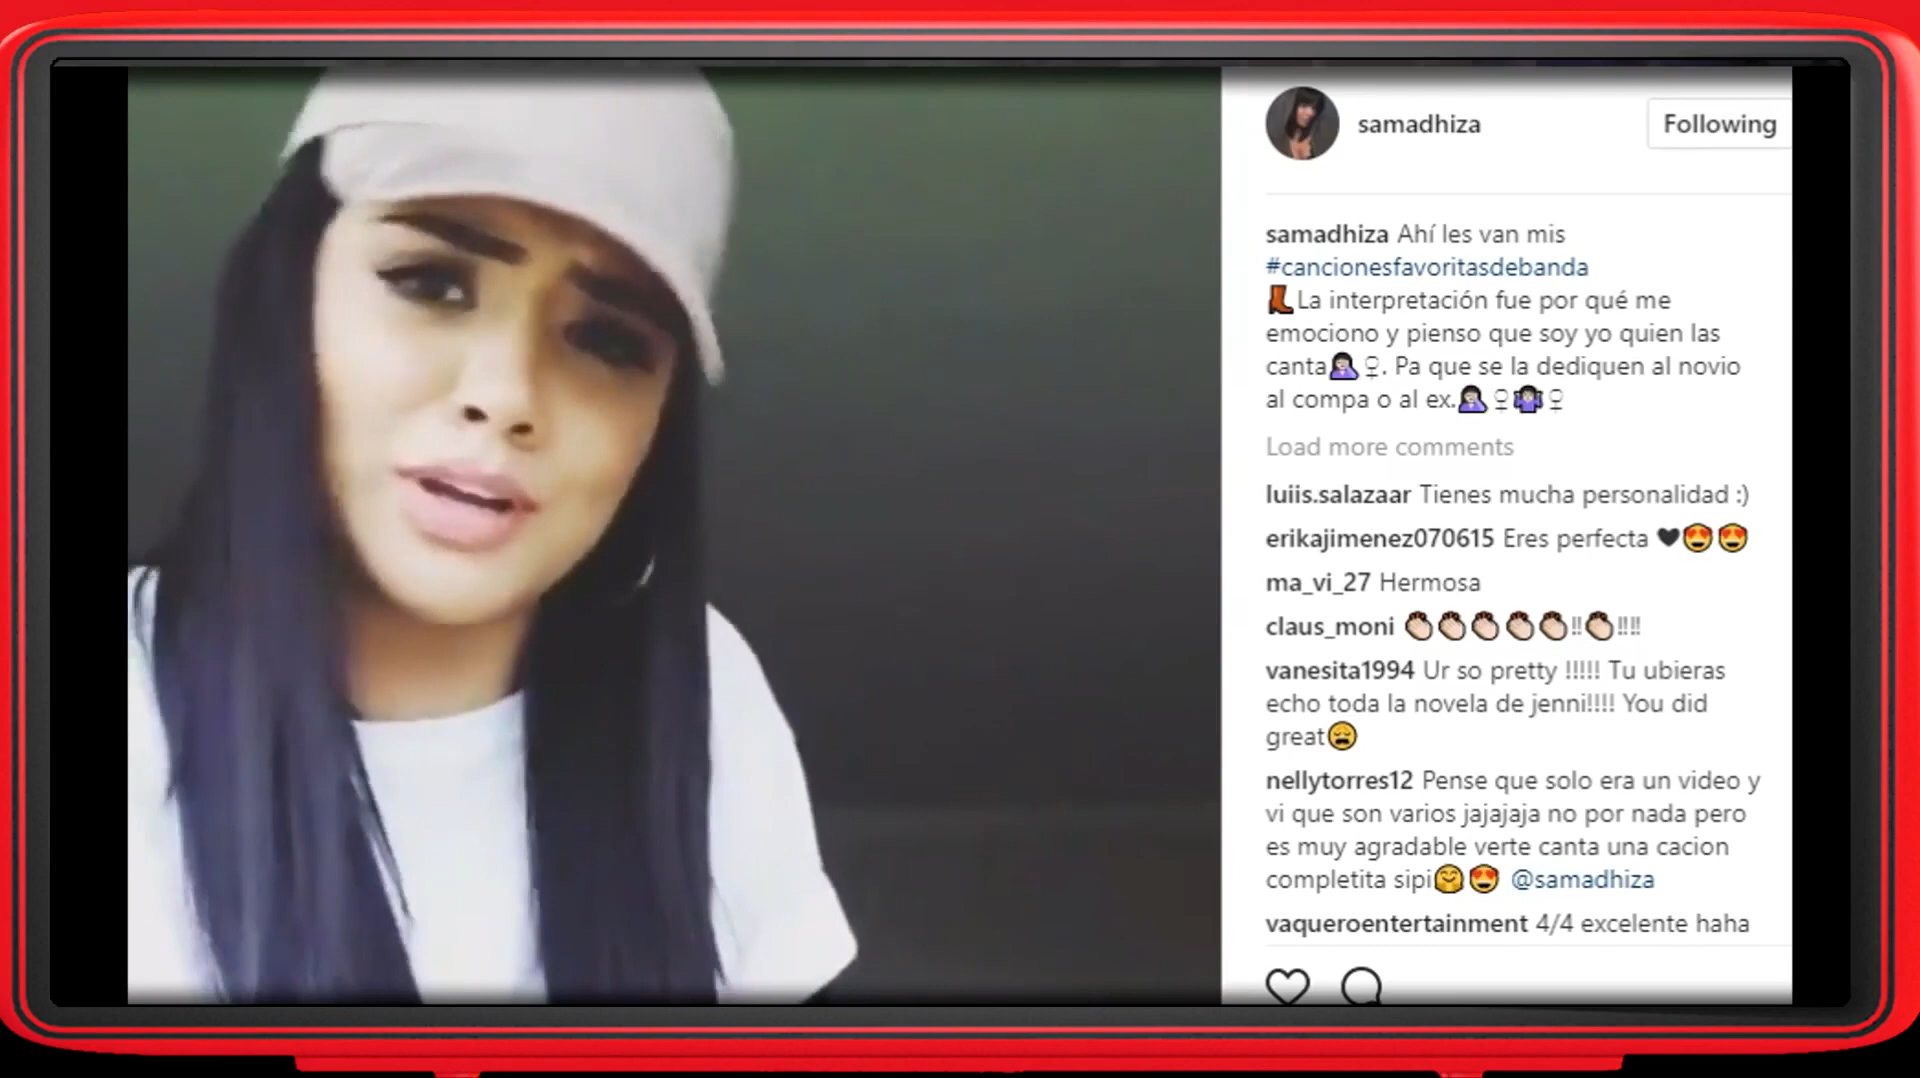 samadhiza
Following
samadhiza Ahí les van mis
#cancionesfavoritasdebanda
👢La interpretación fue por qué me
emociono y pienso que soy yo quien las
canta🤦🏻♀. Pa que se la dediquen al novio
al compa o al ex.🤦🏻♀🤷🏻♀
Load more comments
luiis.salazaar Tienes mucha personalidad :)
erikajimenez070615 Eres perfecta ♥😍😍
ma_vi_27 Hermosa
claus_moni 👏🏻👏🏻👏🏻👏🏻👏🏻‼👏🏻‼‼
vanesita1994 Ur so pretty !!!!! Tu ubieras
echo toda la novela de jenni!!!! You did
great😩
nellytorres12 Pense que solo era un video y
vi que son varios jajajaja no por nada pero
es muy agradable verte canta una cacion
completita sipi🤗😍 @samadhiza
vaqueroentertainment 4/4 excelente haha